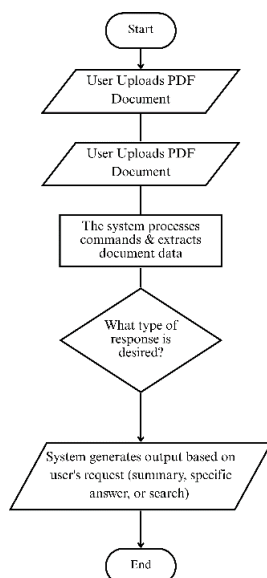 Start
User Uploads PDF
Document
User Uploads PDF
Document
The system processes
commands & extracts
document data
What type of
response is
desired?
System generates output based on
user's request (summary, specific
answer, or search)
End